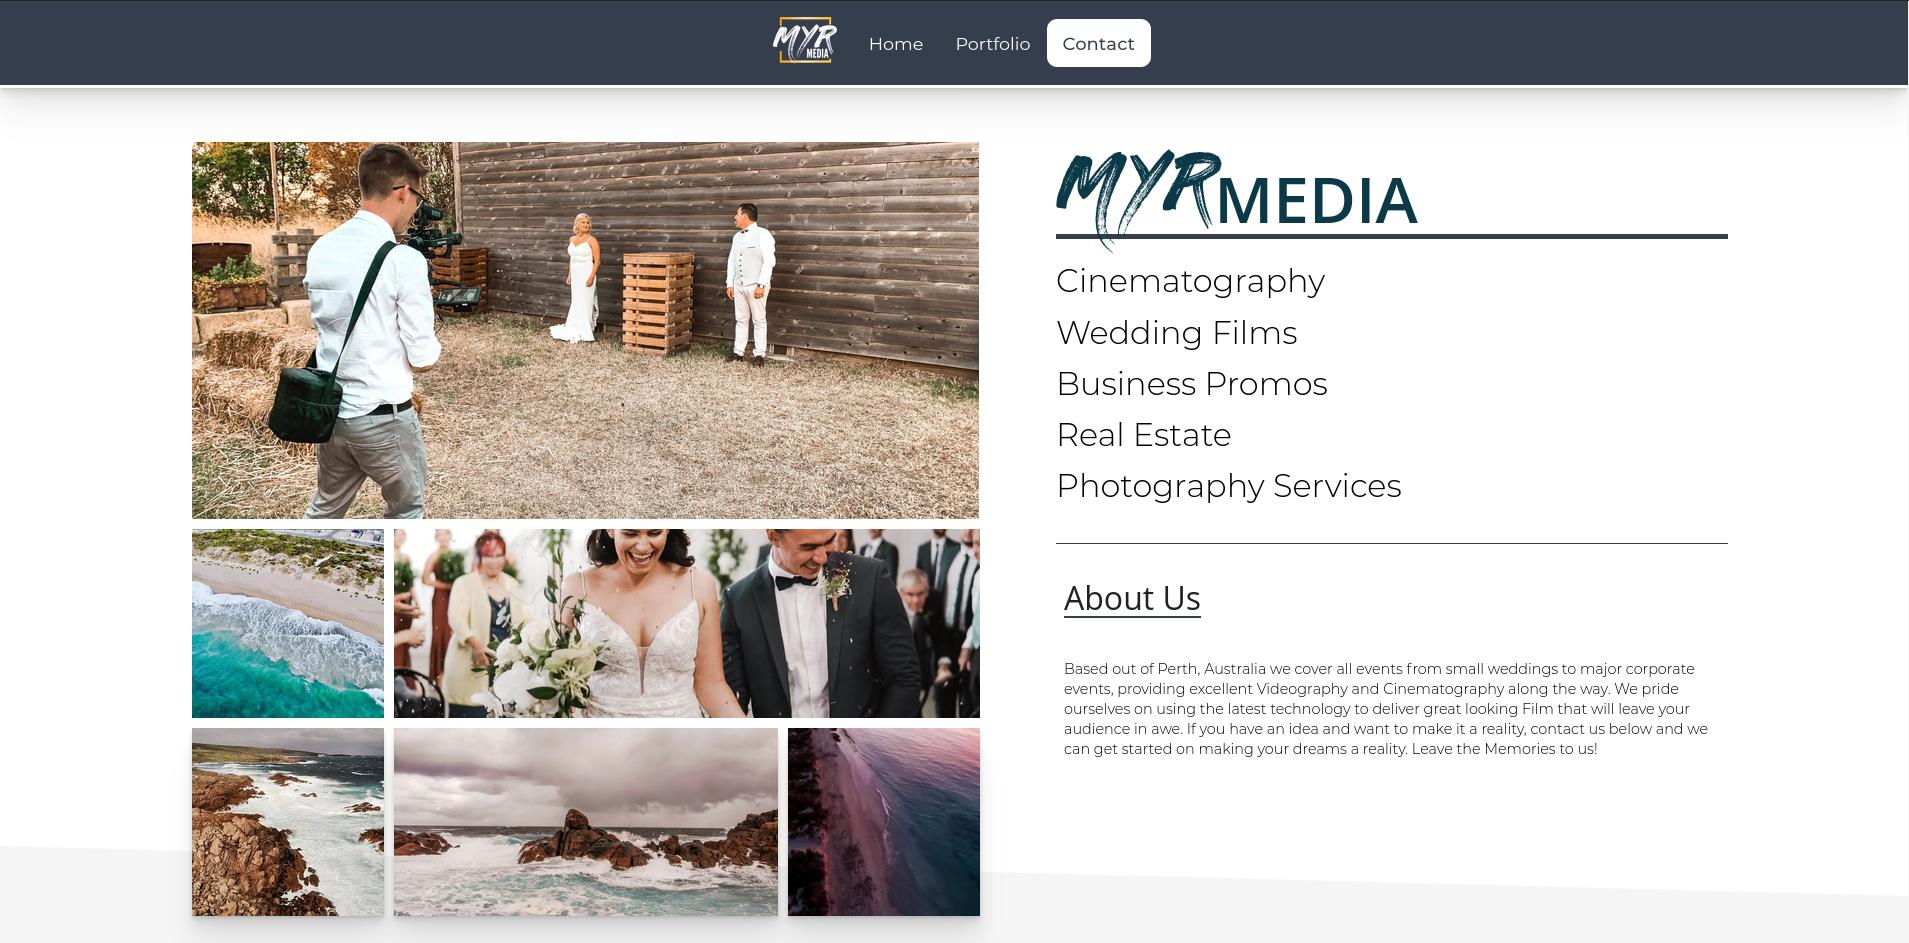 MYR
MEDIA
Home
Portfolio
Contact
MYRMEDIA
Cinematography
Wedding Films
Business Promos
Real Estate
Photography Services
About Us
Based out of Perth, Australia we cover all events from small weddings to major corporate
events, providing excellent Videography and Cinematography along the way. We pride
ourselves on using the latest technology to deliver great looking Film that will leave your
audience in awe. If you have an idea and want to make it a reality, contact us below and we
can get started on making your dreams a reality. Leave the Memories to us!